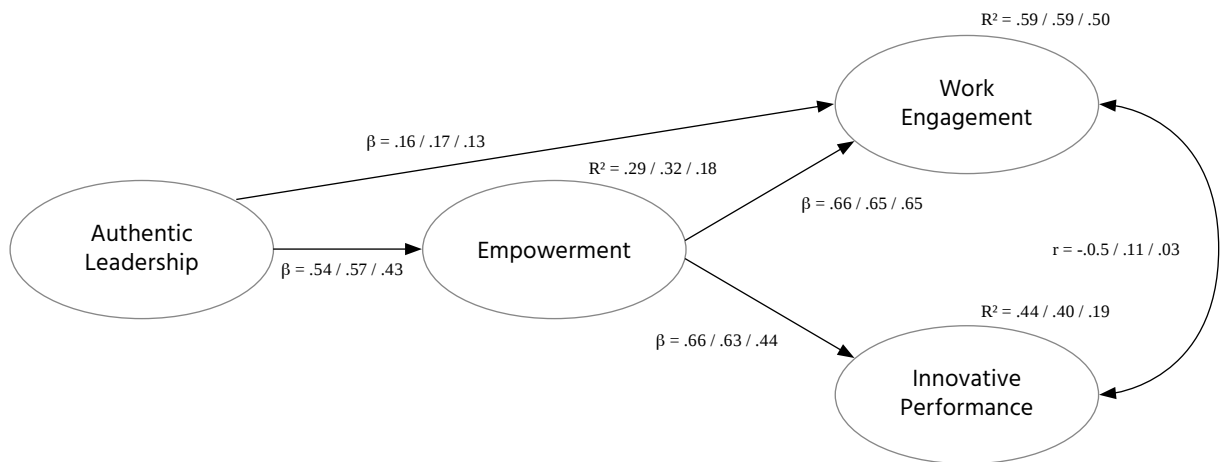 R² = .59 / .59 / .50
Work
Engagement
β = .16 / .17 / .13
R² = .29 / .32 / .18
β = .66 / .65 / .65
Authentic
Leadership
Empowerment
β = .54 / .57 / .43
r = -.0.5 / .11 / .03
R² = .44 / .40 / .19
β = .66 / .63 / .44
Innovative
Performance